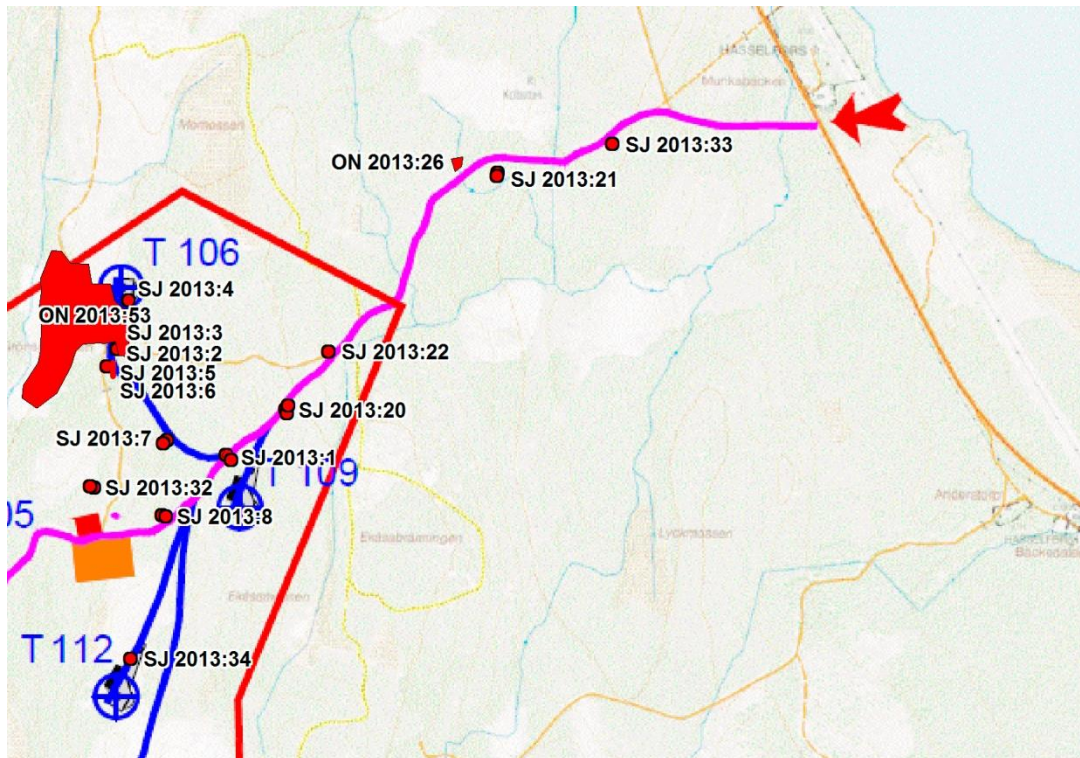 HASSELFORS
Munkabacken
Momossen
SJ 2013:33
ON 2013:26
SJ 2013:21
T 106
SJ 2013:4
ON 2013:53
SJ 2013:3
SJ 2013:2
SJ 2013:22
SJ 2013:5
SJ 2013:6
SJ 2013:20
SJ 2013:7
SJ 2013:1
T 109
SJ 2013:32
05
SJ 2013:8
Anderstorp
Lyckmossen
T 112
SJ 2013:34